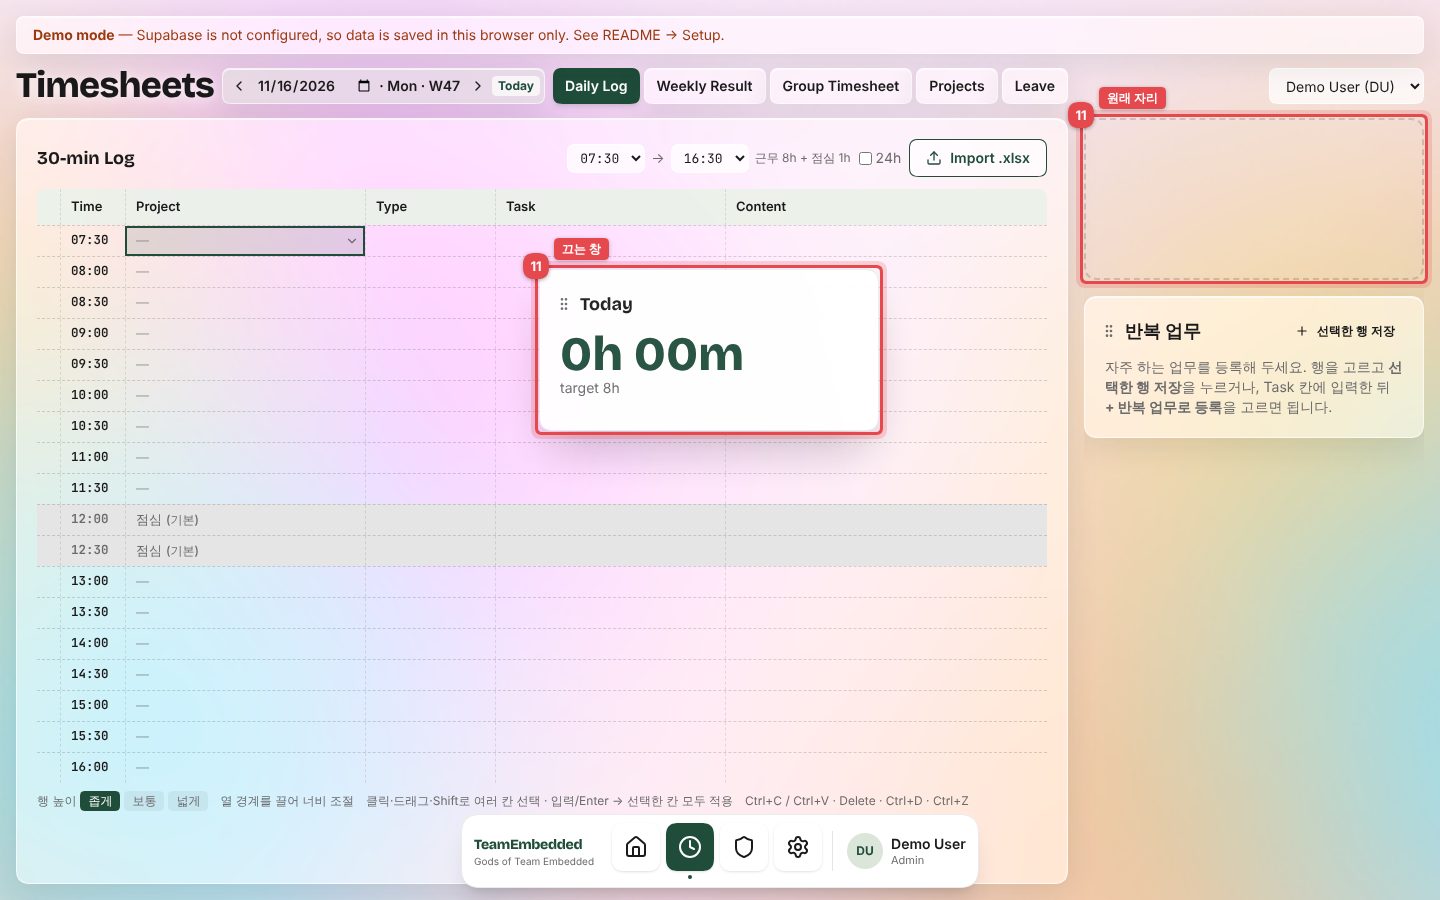 Demo mode — Supabase is not configured, so data is saved in this browser only. See README → Setup.
Timesheets
11/16/2026 · Mon · W47 Today
Daily Log Weekly Result Group Timesheet Projects Leave
Demo User (DU)
원래 자리
11
30-min Log
07:30 → 16:30 근무 8h + 점심 1h 24h Import .xlsx
Time Project Type Task Content
07:30 —
08:00 —
08:30 —
09:00 —
09:30 —
10:00 —
10:30 —
11:00 —
11:30 —
12:00 점심 (기본)
12:30 점심 (기본)
13:00 —
13:30 —
14:00 —
14:30 —
15:00 —
15:30 —
16:00 —
끄는 창
11
Today
0h 00m
target 8h
반복 업무 + 선택한 행 저장
자주 하는 업무를 등록해 두세요. 행을 고르고 선
택한 행 저장을 누르거나, Task 칸에 입력한 뒤
+ 반복 업무로 등록을 고르면 됩니다.
행 높이 좁게 보통 넓게 열 경계를 끌어 너비 조절 클릭·드래그·Shift로 여러 칸 선택 · 입력/Enter → 선택한 칸 모두 적용 Ctrl+C / Ctrl+V · Delete · Ctrl+D · Ctrl+Z
TeamEmbedded
Gods of Team Embedded
DU
Demo User
Admin